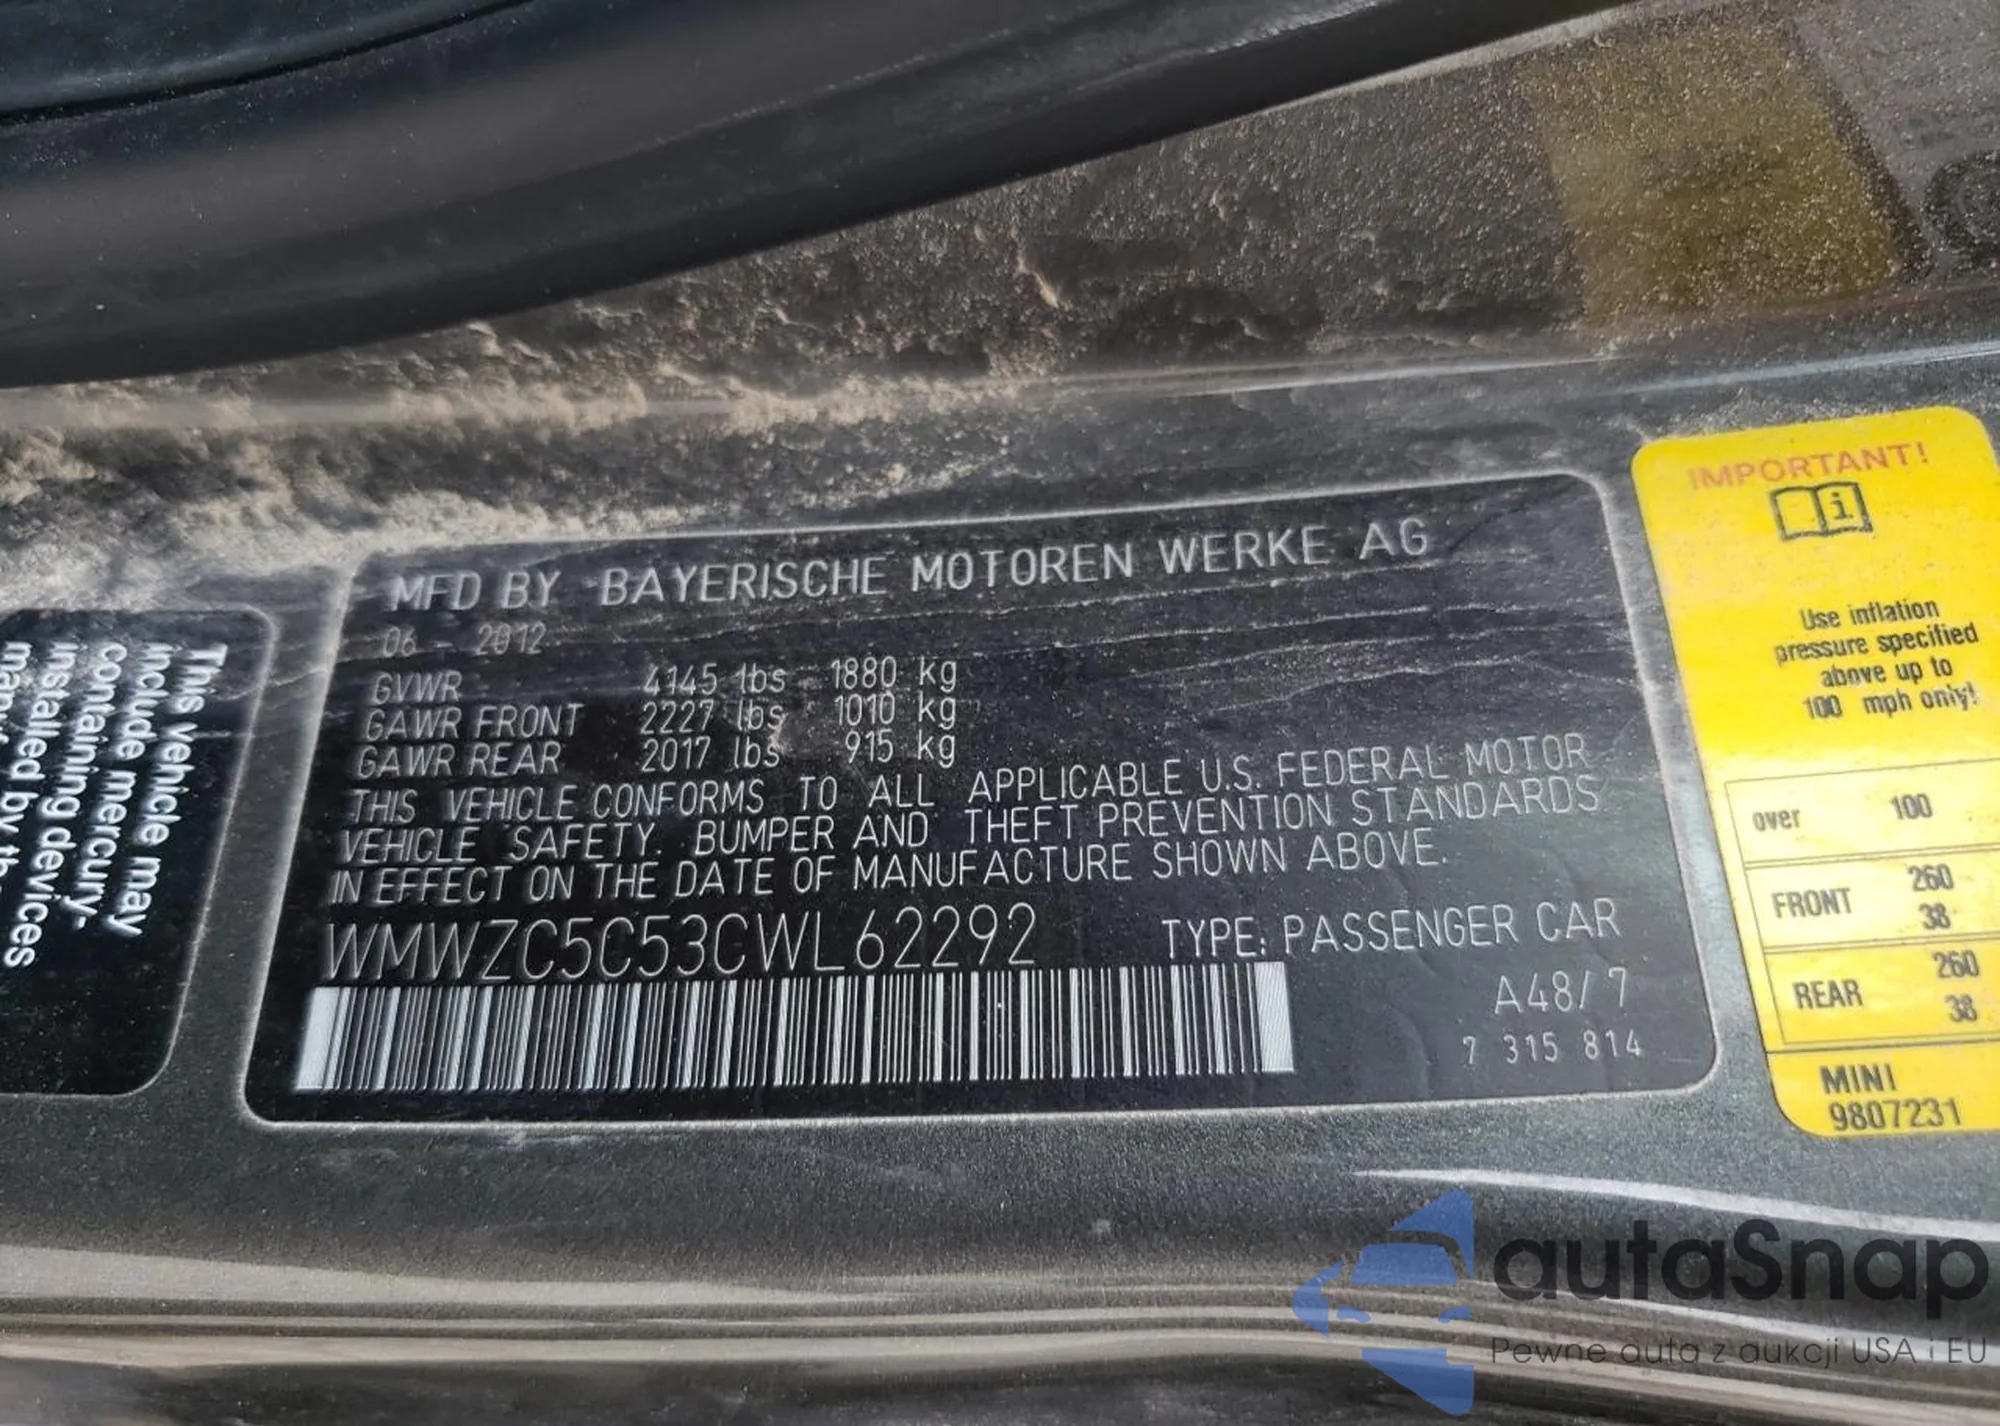 MFD BY BAYERISCHE MOTOREN WERKE AG
06 - 2012
GVWR 4145 lbs 1880 kg
GAWR FRONT 2227 lbs 1010 kg
GAWR REAR 2017 lbs 915 kg
THIS VEHICLE CONFORMS TO ALL APPLICABLE U.S. FEDERAL MOTOR
VEHICLE SAFETY. BUMPER AND THEFT PREVENTION STANDARDS
IN EFFECT ON THE DATE OF MANUFACTURE SHOWN ABOVE.
WMWZC5C53CWL62292 TYPE: PASSENGER CAR
A48/7
7 315 814
This vehicle may
include mercury-
containing devices
installed by the
IMPORTANT!
i
Use inflation
pressure specified
above up to
100 mph only!
over 100
FRONT 260
38
REAR 260
38
MINI
9807231
autaSnap
Pewne auta z aukcji USA i EU